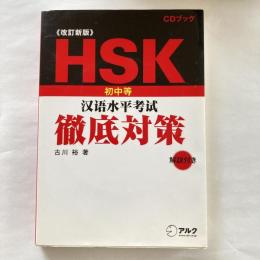 CDブック
《改訂新版》
HSK
初中等
汉语水平考试
徹底対策
古川 裕 著
解説付き
アルク